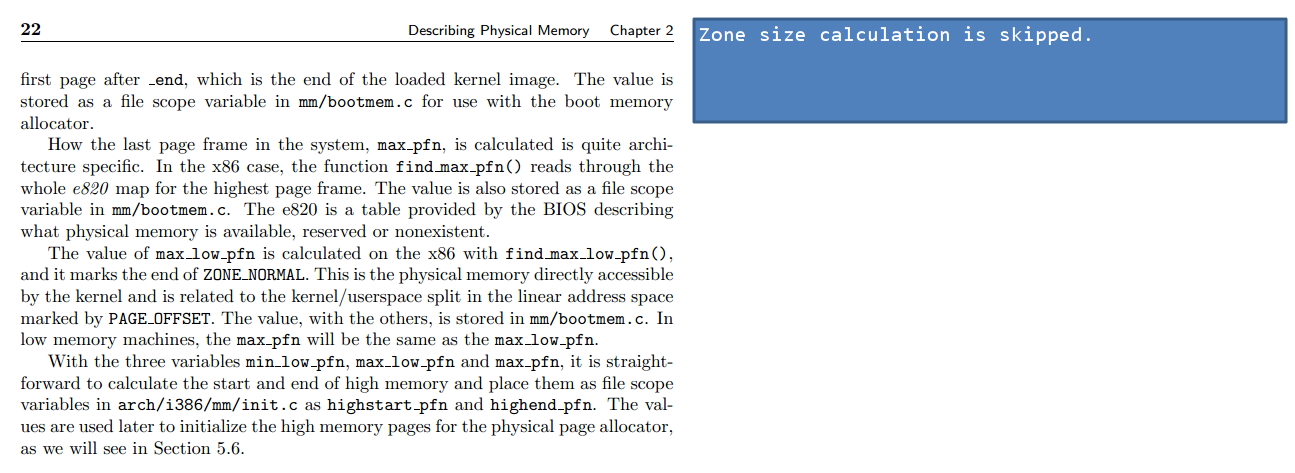 22 Describing Physical Memory Chapter 2
first page after _end, which is the end of the loaded kernel image. The value is
stored as a file scope variable in mm/bootmem.c for use with the boot memory
allocator.
How the last page frame in the system, max_pfn, is calculated is quite archi-
tecture specific. In the x86 case, the function find_max_pfn() reads through the
whole e820 map for the highest page frame. The value is also stored as a file scope
variable in mm/bootmem.c. The e820 is a table provided by the BIOS describing
what physical memory is available, reserved or nonexistent.
The value of max_low_pfn is calculated on the x86 with find_max_low_pfn(),
and it marks the end of ZONE_NORMAL. This is the physical memory directly accessible
by the kernel and is related to the kernel/userspace split in the linear address space
marked by PAGE_OFFSET. The value, with the others, is stored in mm/bootmem.c. In
low memory machines, the max_pfn will be the same as the max_low_pfn.
With the three variables min_low_pfn, max_low_pfn and max_pfn, it is straight-
forward to calculate the start and end of high memory and place them as file scope
variables in arch/i386/mm/init.c as highstart_pfn and highend_pfn. The val-
ues are used later to initialize the high memory pages for the physical page allocator,
as we will see in Section 5.6.
Zone size calculation is skipped.